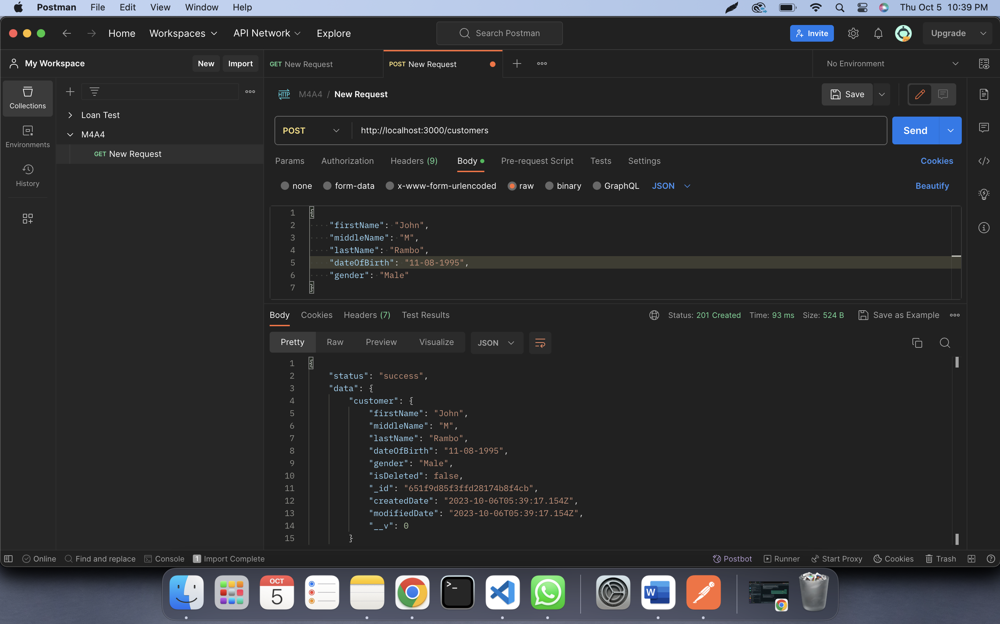 Postman File Edit View Window Help Thu Oct 5 10:39 PM
Home Workspaces API Network Explore Search Postman Invite Upgrade
My Workspace New Import GET New Request POST New Request No Environment
Collections
Environments
History
Loan Test
M4A4
GET New Request
HTTP M4A4 / New Request Save
POST http://localhost:3000/customers Send
Params Authorization Headers (9) Body Pre-request Script Tests Settings Cookies
none form-data x-www-form-urlencoded raw binary GraphQL JSON Beautify
1 {
2 "firstName": "John",
3 "middleName": "M",
4 "lastName": "Rambo",
5 "dateOfBirth": "11-08-1995",
6 "gender": "Male"
7 }
Body Cookies Headers (7) Test Results Status: 201 Created Time: 93 ms Size: 524 B Save as Example
Pretty Raw Preview Visualize JSON
1 {
2 "status": "success",
3 "data": {
4 "customer": {
5 "firstName": "John",
6 "middleName": "M",
7 "lastName": "Rambo",
8 "dateOfBirth": "11-08-1995",
9 "gender": "Male",
10 "isDeleted": false,
11 "_id": "651f9d85f3ffd28174b8f4cb",
12 "createdDate": "2023-10-06T05:39:17.154Z",
13 "modifiedDate": "2023-10-06T05:39:17.154Z",
14 "__v": 0
15 }
Online Find and replace Console 1 Import Complete Postbot Runner Start Proxy Cookies Trash
OCT
5
>_
W